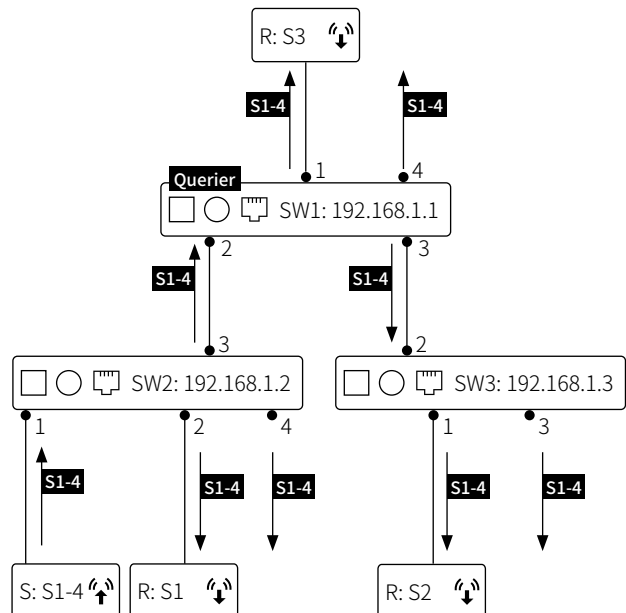 R: S3
S1-4
S1-4
1
4
Querier
SW1: 192.168.1.1
2
3
S1-4
S1-4
3
2
SW2: 192.168.1.2
SW3: 192.168.1.3
1
2
4
1
3
S1-4
S1-4
S1-4
S1-4
S1-4
S: S1-4
R: S1
R: S2